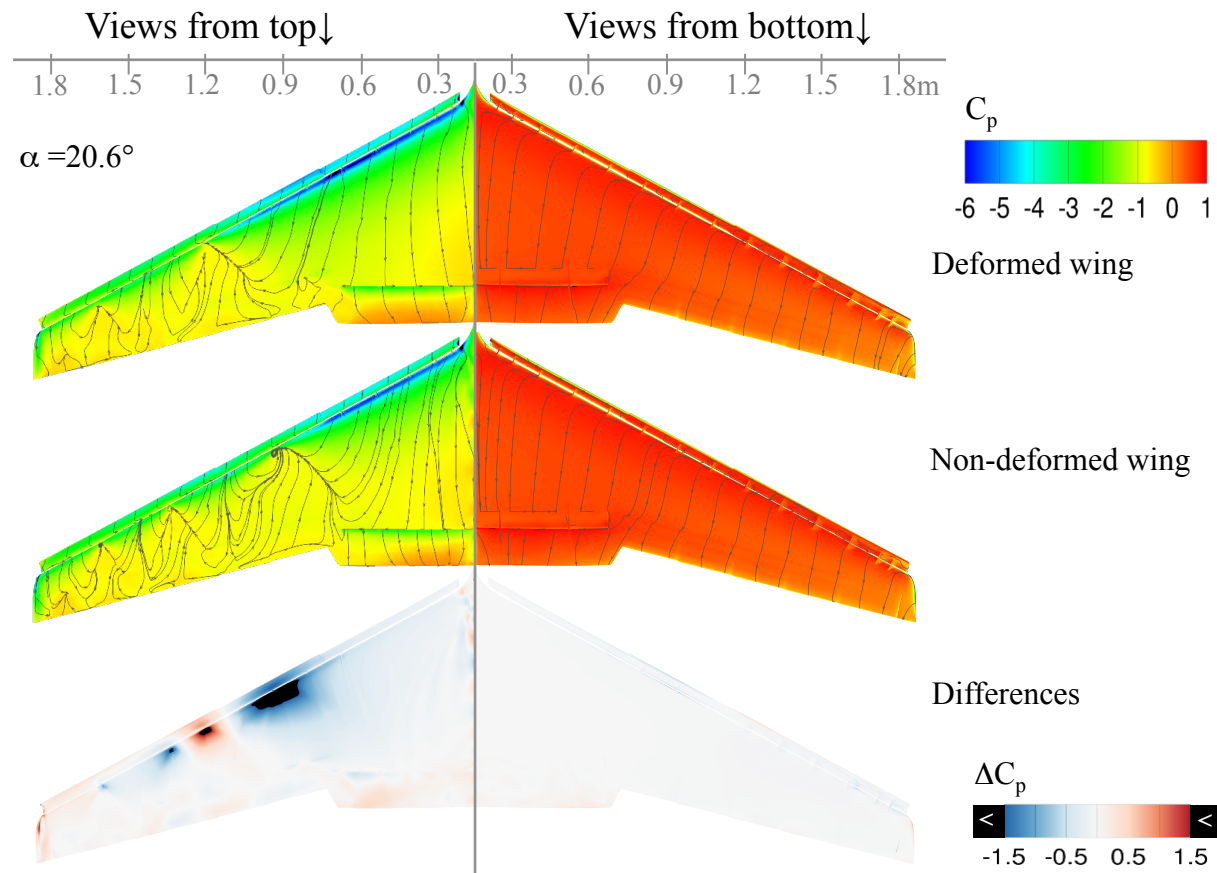 Views from top↓ Views from bottom↓
1.8 1.5 1.2 0.9 0.6 0.3 0.3 0.6 0.9 1.2 1.5 1.8m
α =20.6°
Cp
-6 -5 -4 -3 -2 -1 0 1
Deformed wing
Non-deformed wing
Differences
ΔCp
< <
-1.5 -0.5 0.5 1.5